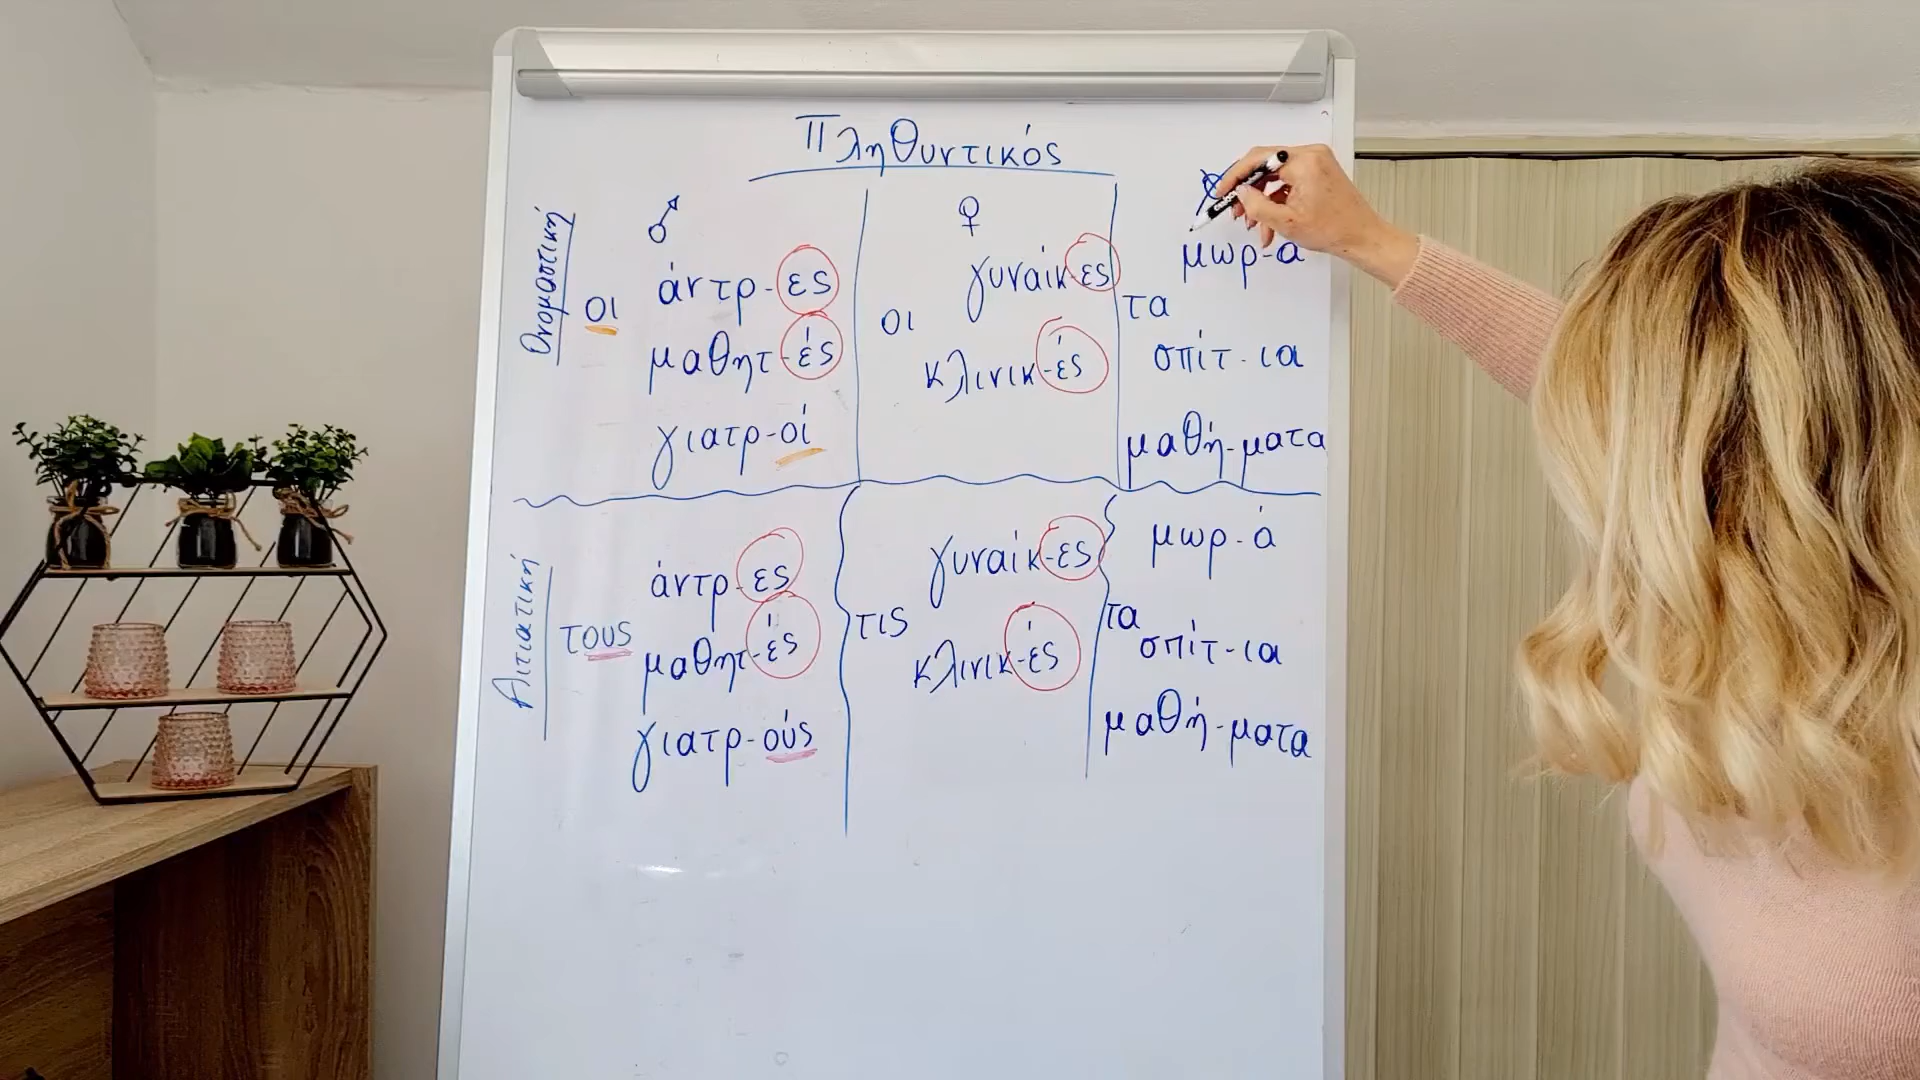 Πληθυντικός
Ονομαστική
♂
οι
άντρ-ες
μαθητ-ές
γιατρ-οί
♀
οι
γυναίκ-ες
κλινικ-ές
τα
μωρ-ά
σπίτ-ια
μαθή-ματα
Αιτιατική
τους
άντρ-ες
μαθητ-ές
γιατρ-ούς
τις
γυναίκ-ες
κλινικ-ές
τα
μωρ-ά
σπίτ-ια
μαθή-ματα